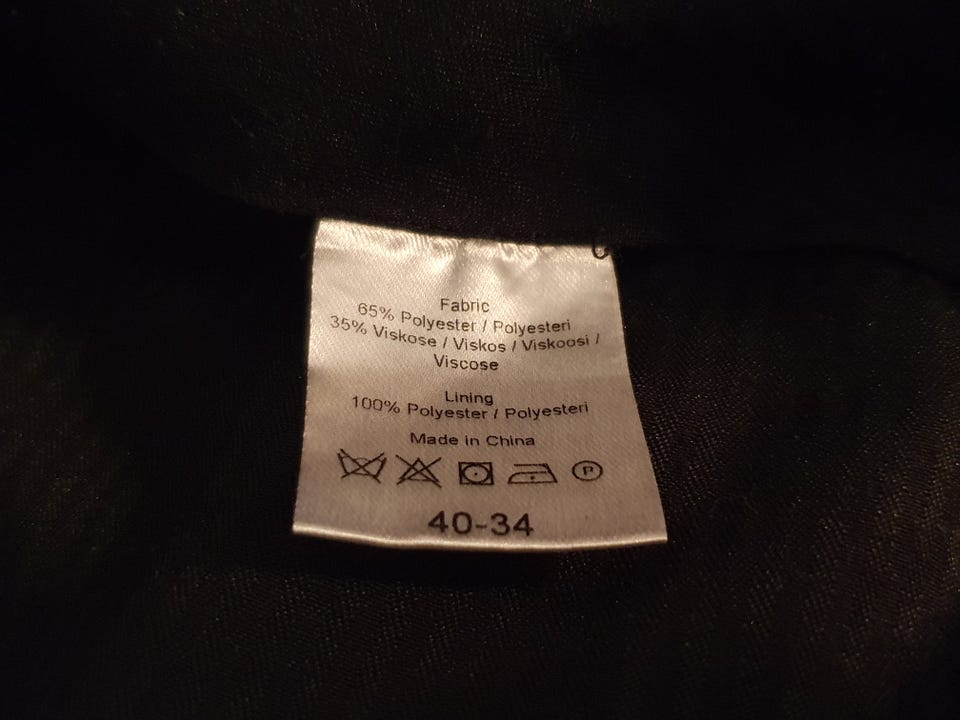 Fabric
65% Polyester / Polyesteri
35% Viskose / Viskos / Viskoosi /
Viscose
Lining
100% Polyester / Polyesteri
Made in China
P
40-34